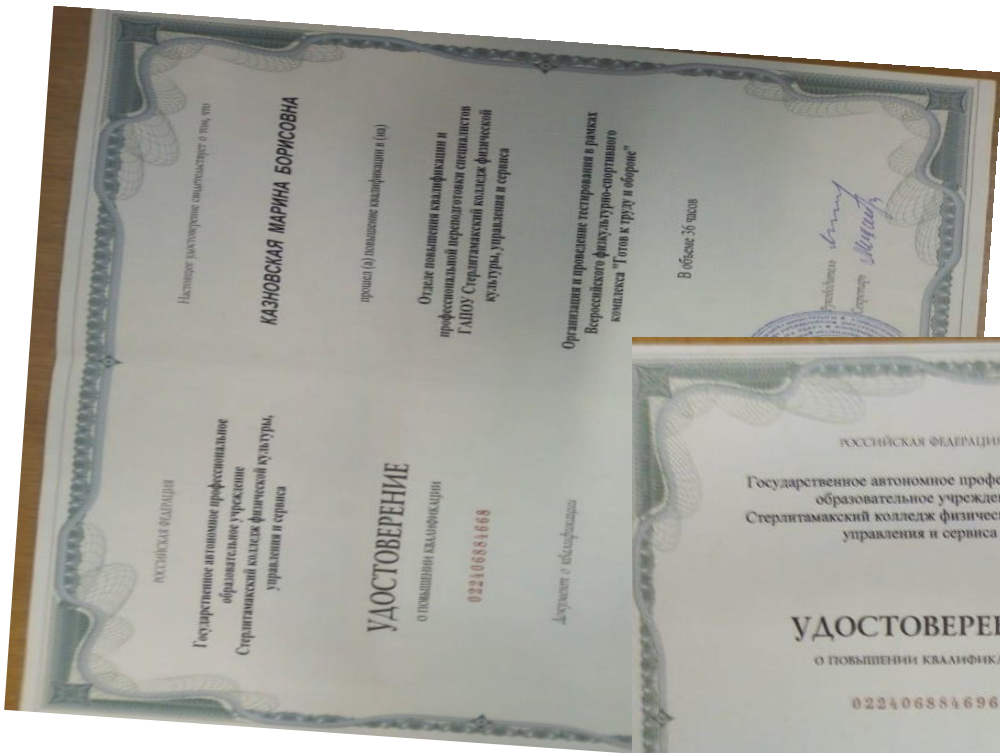 РОССИЙСКАЯ ФЕДЕРАЦИЯ
Государственное автономное профессиональное
образовательное учреждение
Стерлитамакский колледж физической культуры,
управления и сервиса
УДОСТОВЕРЕНИЕ
О ПОВЫШЕНИИ КВАЛИФИКАЦИИ
022406884668
Документ о квалификации
Настоящее удостоверение свидетельствует о том, что
КАЗНОВСКАЯ МАРИНА БОРИСОВНА
прошел (а) повышение квалификации в (на)
Отделе повышения квалификации и
профессиональной переподготовки специалистов
ГАПОУ Стерлитамакский колледж физической
культуры, управления и сервиса
Организация и проведение тестирования в рамках
Всероссийского физкультурно-спортивного
комплекса "Готов к труду и обороне"
В объеме 36 часов
Секретарь
РОССИЙСКАЯ ФЕДЕРАЦИЯ
Государственное автономное профе
образовательное учрежде
Стерлитамакский колледж физичес
управления и сервиса
УДОСТОВЕРЕ
О ПОВЫШЕНИИ КВАЛИФИКА
022406884696